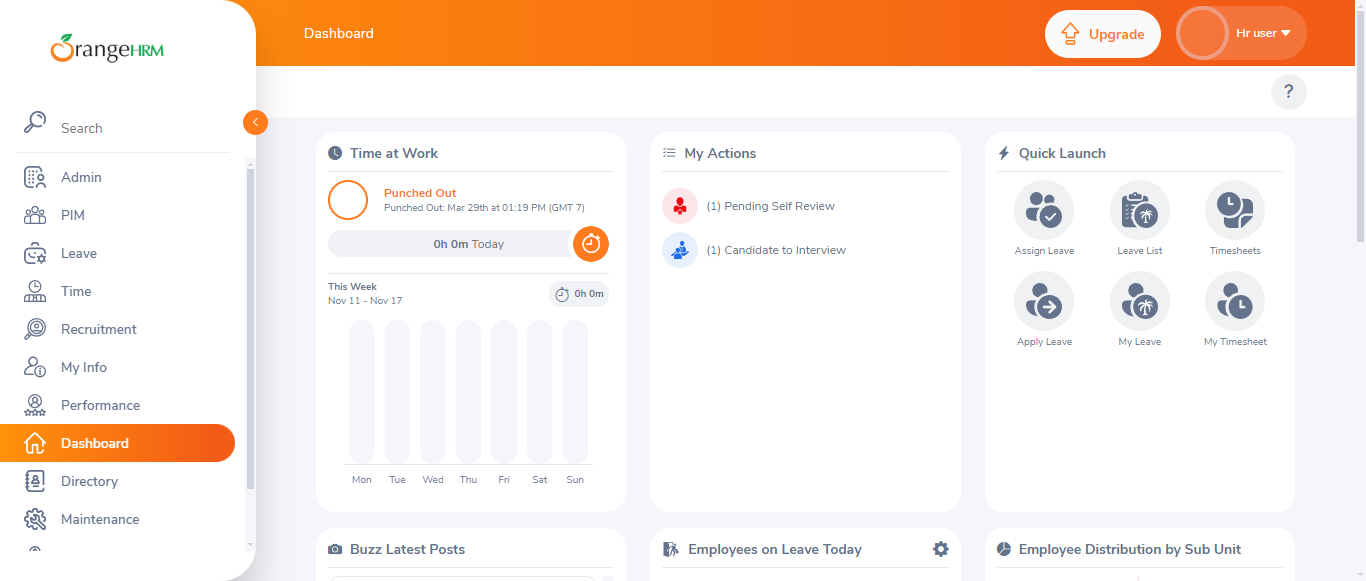 OrangeHRM
Dashboard
Upgrade
Hr user
?
Search
Admin
PIM
Leave
Time
Recruitment
My Info
Performance
Dashboard
Directory
Maintenance
Time at Work
Punched Out
Punched Out: Mar 29th at 01:19 PM (GMT 7)
0h 0m Today
This Week
Nov 11 - Nov 17
0h 0m
Mon Tue Wed Thu Fri Sat Sun
My Actions
(1) Pending Self Review
(1) Candidate to Interview
Quick Launch
Assign Leave Leave List Timesheets
Apply Leave My Leave My Timesheet
Buzz Latest Posts
Employees on Leave Today
Employee Distribution by Sub Unit